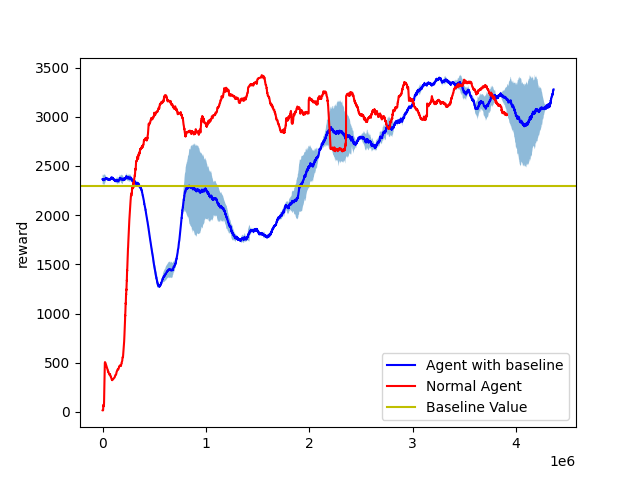 3500
3000
2500
2000
1500
1000
500
0
reward
Agent with baseline
Normal Agent
Baseline Value
0 1 2 3 4
1e6